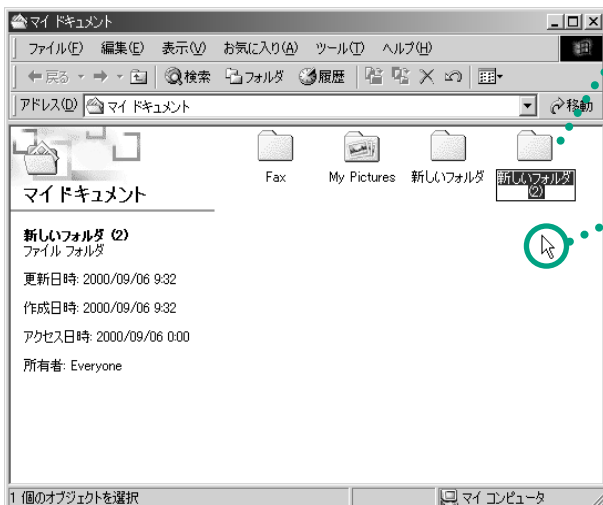 マイ ドキュメント
ファイル(F) 編集(E) 表示(V) お気に入り(A) ツール(T) ヘルプ(H)
戻る 検索 フォルダ 履歴
アドレス(D) マイ ドキュメント 移動
Fax My Pictures 新しいフォルダ 新しいフォルダ
(2)
マイ ドキュメント
新しいフォルダ (2)
ファイル フォルダ
更新日時: 2000/09/06 9:32
作成日時: 2000/09/06 9:32
アクセス日時: 2000/09/06 0:00
所有者: Everyone
1 個のオブジェクトを選択 マイ コンピュータ